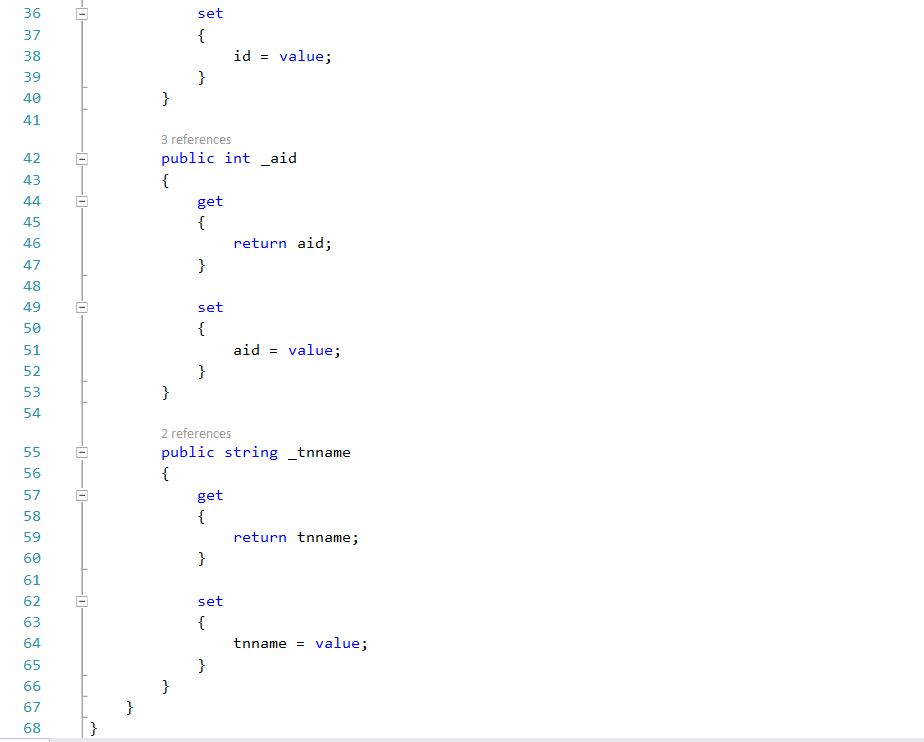 36 set
37 {
38 id = value;
39 }
40 }
41
3 references
42 public int _aid
43 {
44 get
45 {
46 return aid;
47 }
48
49 set
50 {
51 aid = value;
52 }
53 }
54
2 references
55 public string _tnname
56 {
57 get
58 {
59 return tnname;
60 }
61
62 set
63 {
64 tnname = value;
65 }
66 }
67 }
68 }